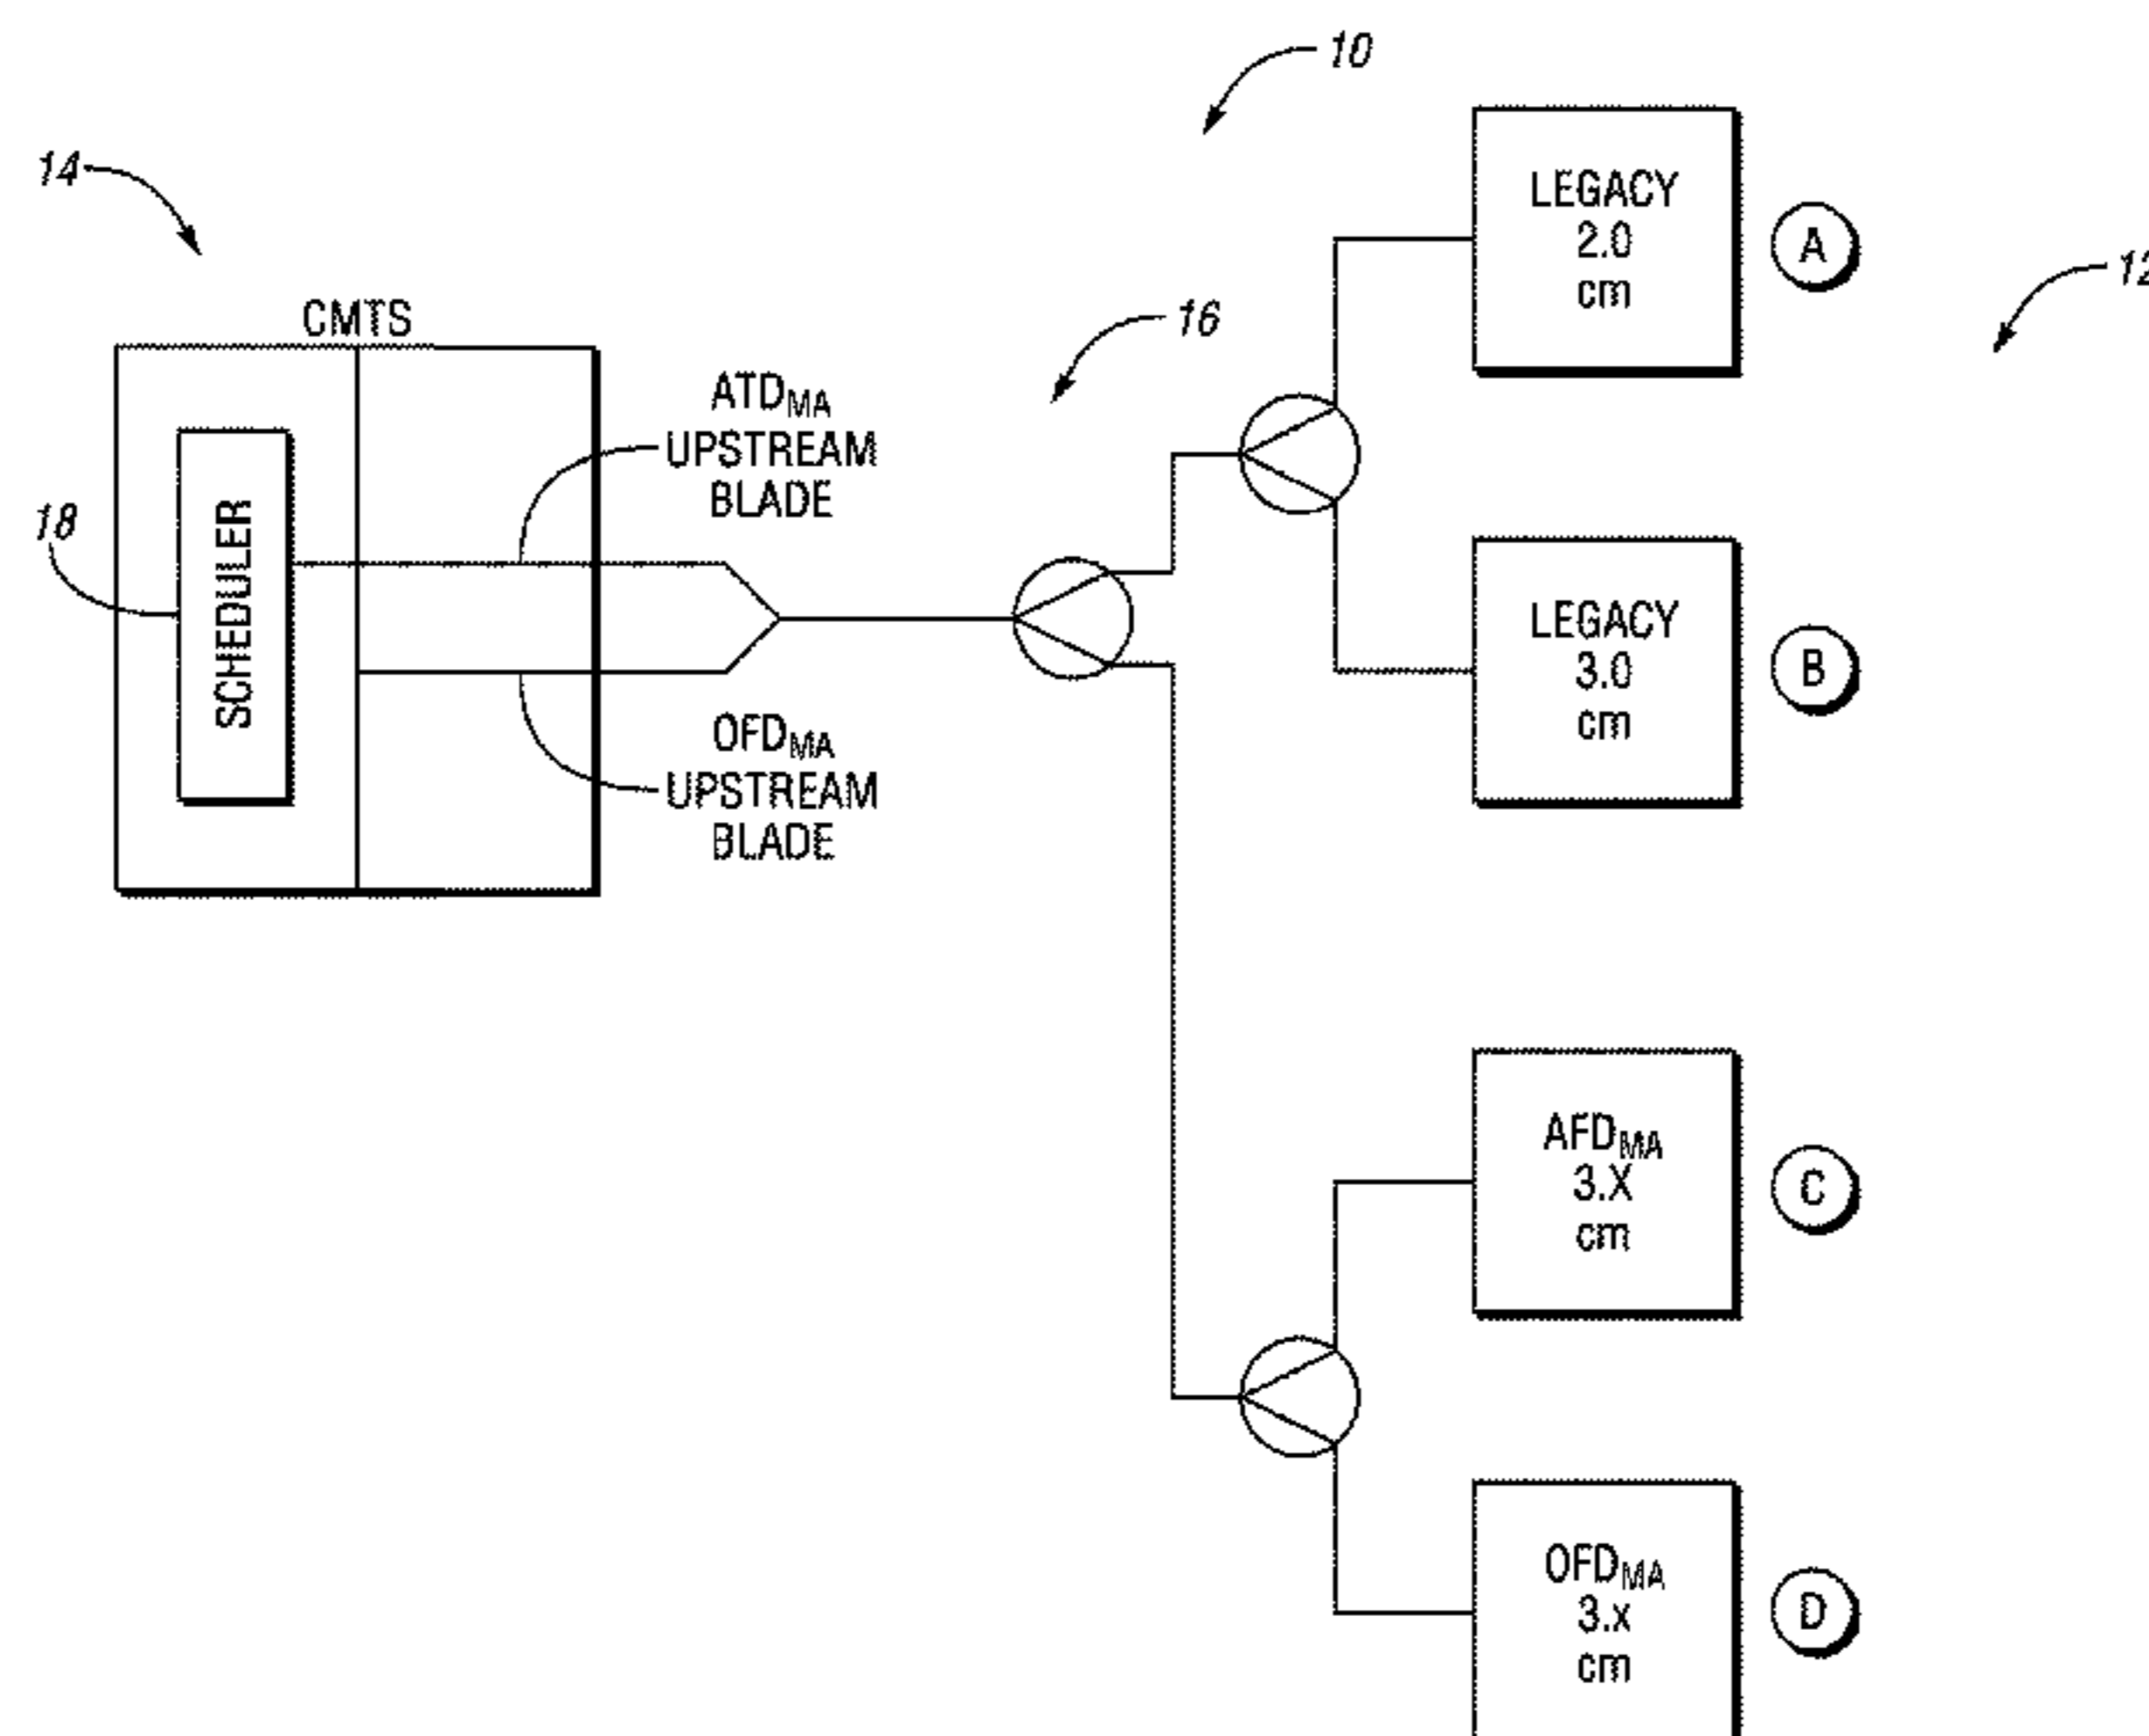 10
14
12
16
CMTS
18
SCHEDULER
ATDMA
UPSTREAM
BLADE
OFDMA
UPSTREAM
BLADE
LEGACY
2.0
cm
A
LEGACY
3.0
cm
B
AFDMA
3.X
cm
C
OFDMA
3.x
cm
D